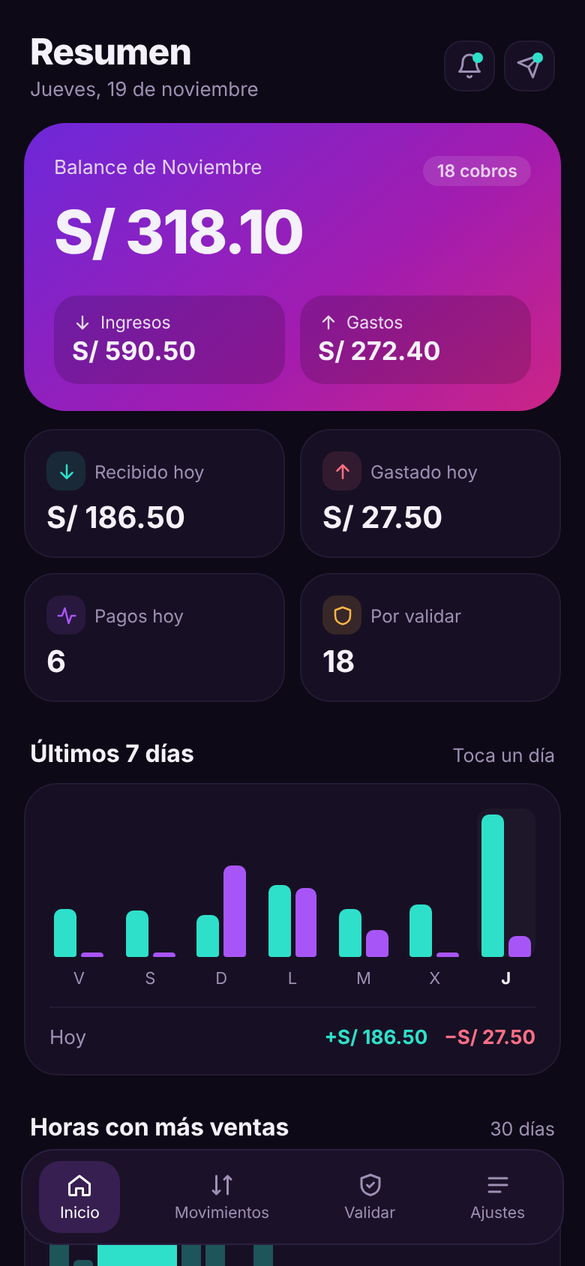 Resumen
Jueves, 19 de noviembre
Balance de Noviembre
18 cobros
S/ 318.10
Ingresos
S/ 590.50
Gastos
S/ 272.40
Recibido hoy
S/ 186.50
Gastado hoy
S/ 27.50
Pagos hoy
6
Por validar
18
Últimos 7 días
Toca un día
V S D L M X J
Hoy +S/ 186.50 −S/ 27.50
Horas con más ventas
30 días
Inicio Movimientos Validar Ajustes